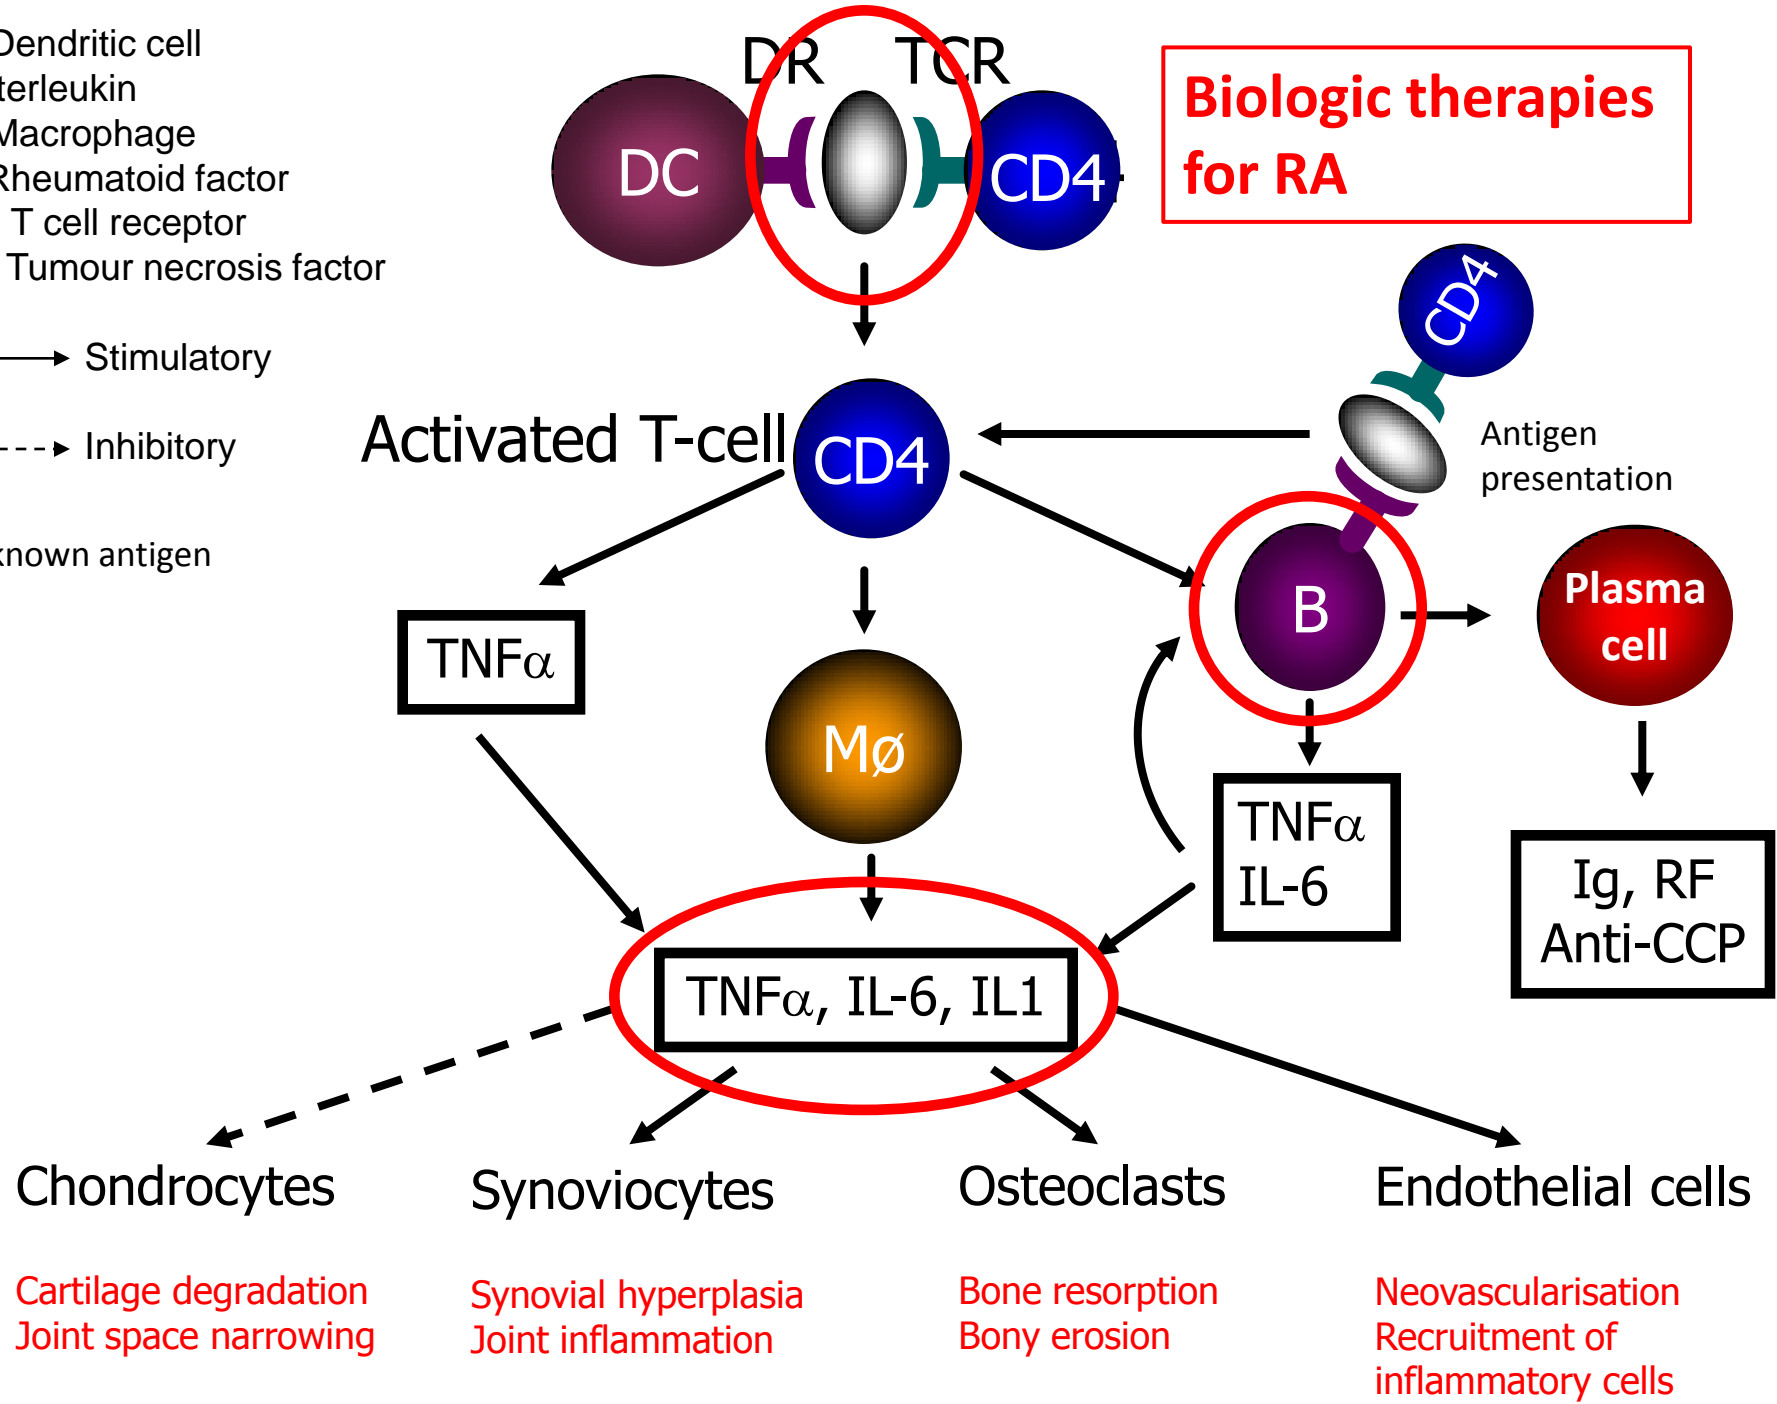 Dendritic cell
terleukin
Macrophage
Rheumatoid factor
T cell receptor
Tumour necrosis factor
Stimulatory
Inhibitory
known antigen
DR TCR
DC
CD4
Biologic therapies
for RA
CD4
Antigen
presentation
Activated T-cell
CD4
B
Plasma
cell
TNFα
Mø
TNFα
IL-6
Ig, RF
Anti-CCP
TNFα, IL-6, IL1
Chondrocytes
Cartilage degradation
Joint space narrowing
Synoviocytes
Synovial hyperplasia
Joint inflammation
Osteoclasts
Bone resorption
Bony erosion
Endothelial cells
Neovascularisation
Recruitment of
inflammatory cells